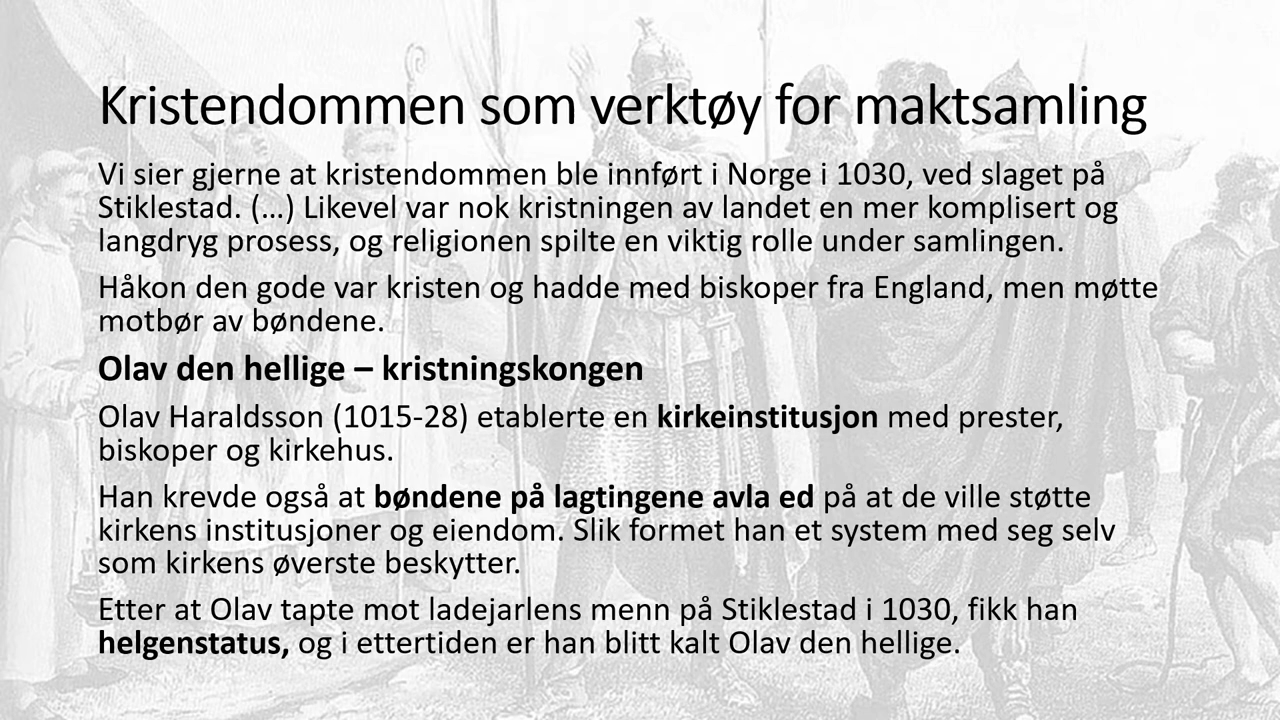 Kristendommen som verktøy for maktsamling
Vi sier gjerne at kristendommen ble innført i Norge i 1030, ved slaget på
Stiklestad. (…) Likevel var nok kristningen av landet en mer komplisert og
langdryg prosess, og religionen spilte en viktig rolle under samlingen.
Håkon den gode var kristen og hadde med biskoper fra England, men møtte
motbør av bøndene.
Olav den hellige – kristningskongen
Olav Haraldsson (1015-28) etablerte en kirkeinstitusjon med prester,
biskoper og kirkehus.
Han krevde også at bøndene på lagtingene avla ed på at de ville støtte
kirkens institusjoner og eiendom. Slik formet han et system med seg selv
som kirkens øverste beskytter.
Etter at Olav tapte mot ladejarlens menn på Stiklestad i 1030, fikk han
helgenstatus, og i ettertiden er han blitt kalt Olav den hellige.